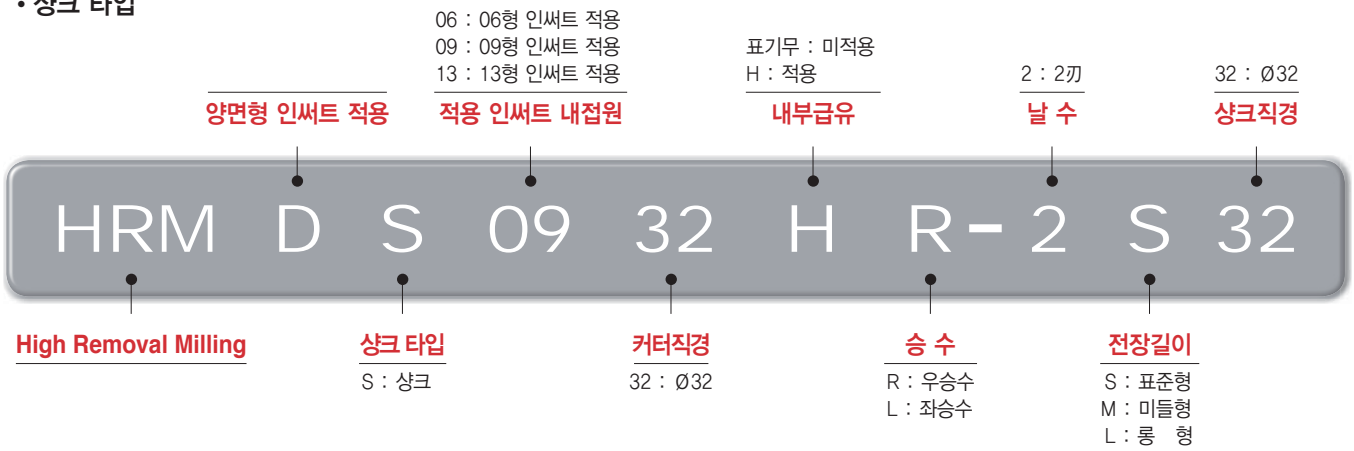 • 샹크 타입
06 : 06형 인써트 적용
09 : 09형 인써트 적용
13 : 13형 인써트 적용
표기무 : 미적용
H : 적용
2 : 2刃
32 : Ø32
양면형 인써트 적용
적용 인써트 내접원
내부급유
날 수
샹크직경
HRM D S 09 32 H R - 2 S 32
High Removal Milling
샹크 타입
S : 샹크
커터직경
32 : Ø32
승 수
R : 우승수
L : 좌승수
전장길이
S : 표준형
M : 미들형
L : 롱 형